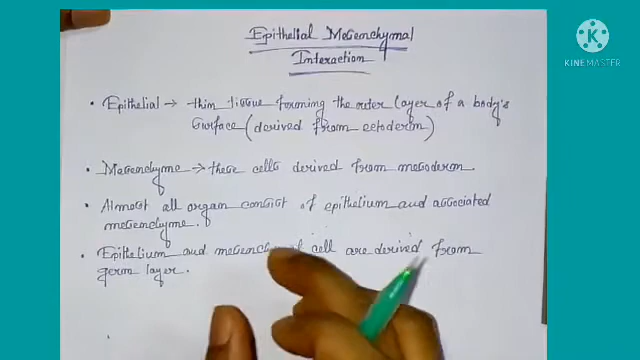 Epithelial Mesenchymal
Interaction
KINEMASTER
• Epithelial → thin tissue forming the outer layer of a body's
surface (derived from ectoderm)
• Mesenchyme → these cells derived from mesoderm.
• Almost all organ consist of epithelium and associated
mesenchyme.
• Epithelium and cell are derived from
germ layer.